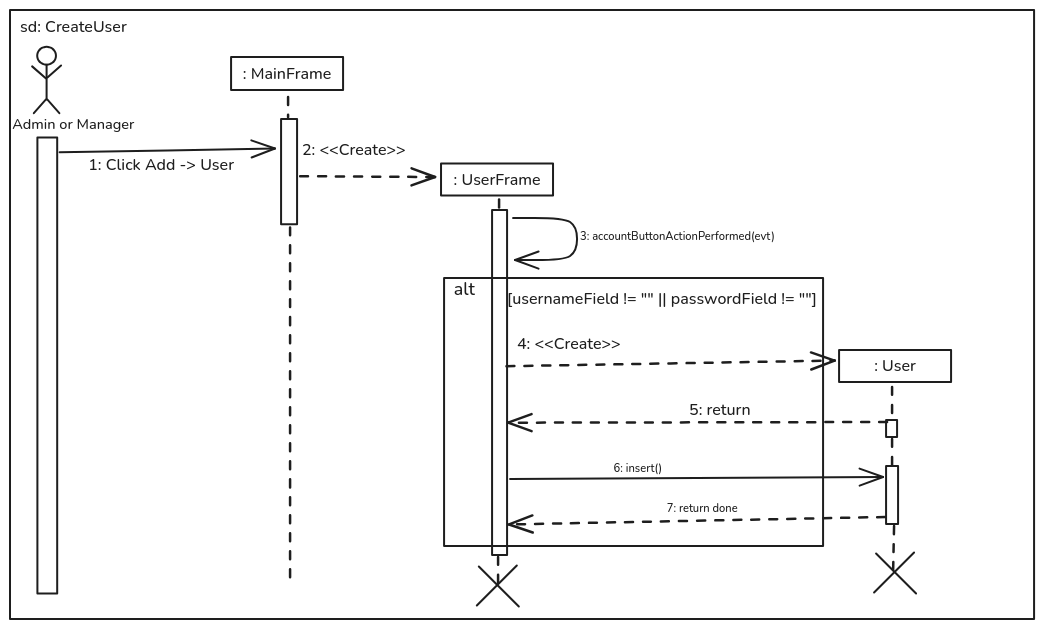 sd: CreateUser
: MainFrame
Admin or Manager
1: Click Add -> User
2: <<Create>>
: UserFrame
3: accountButtonActionPerformed(evt)
alt
[usernameField != "" || passwordField != ""]
4: <<Create>>
: User
5: return
6: insert()
7: return done